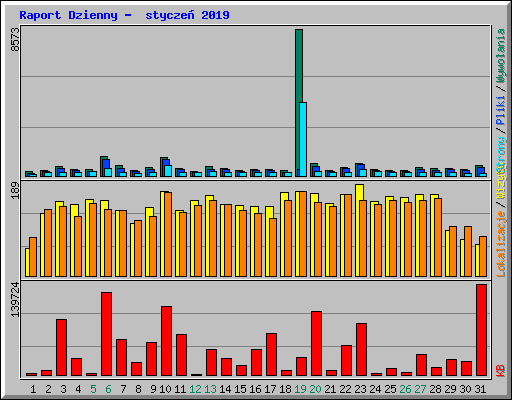 Raport Dzienny - styczeń 2019
8573
189
139724
Wywołania / Pliki / Strony
Wizyt / Lokalizacje
KB
1 2 3 4 5 6 7 8 9 10 11 12 13 14 15 16 17 18 19 20 21 22 23 24 25 26 27 28 29 30 31